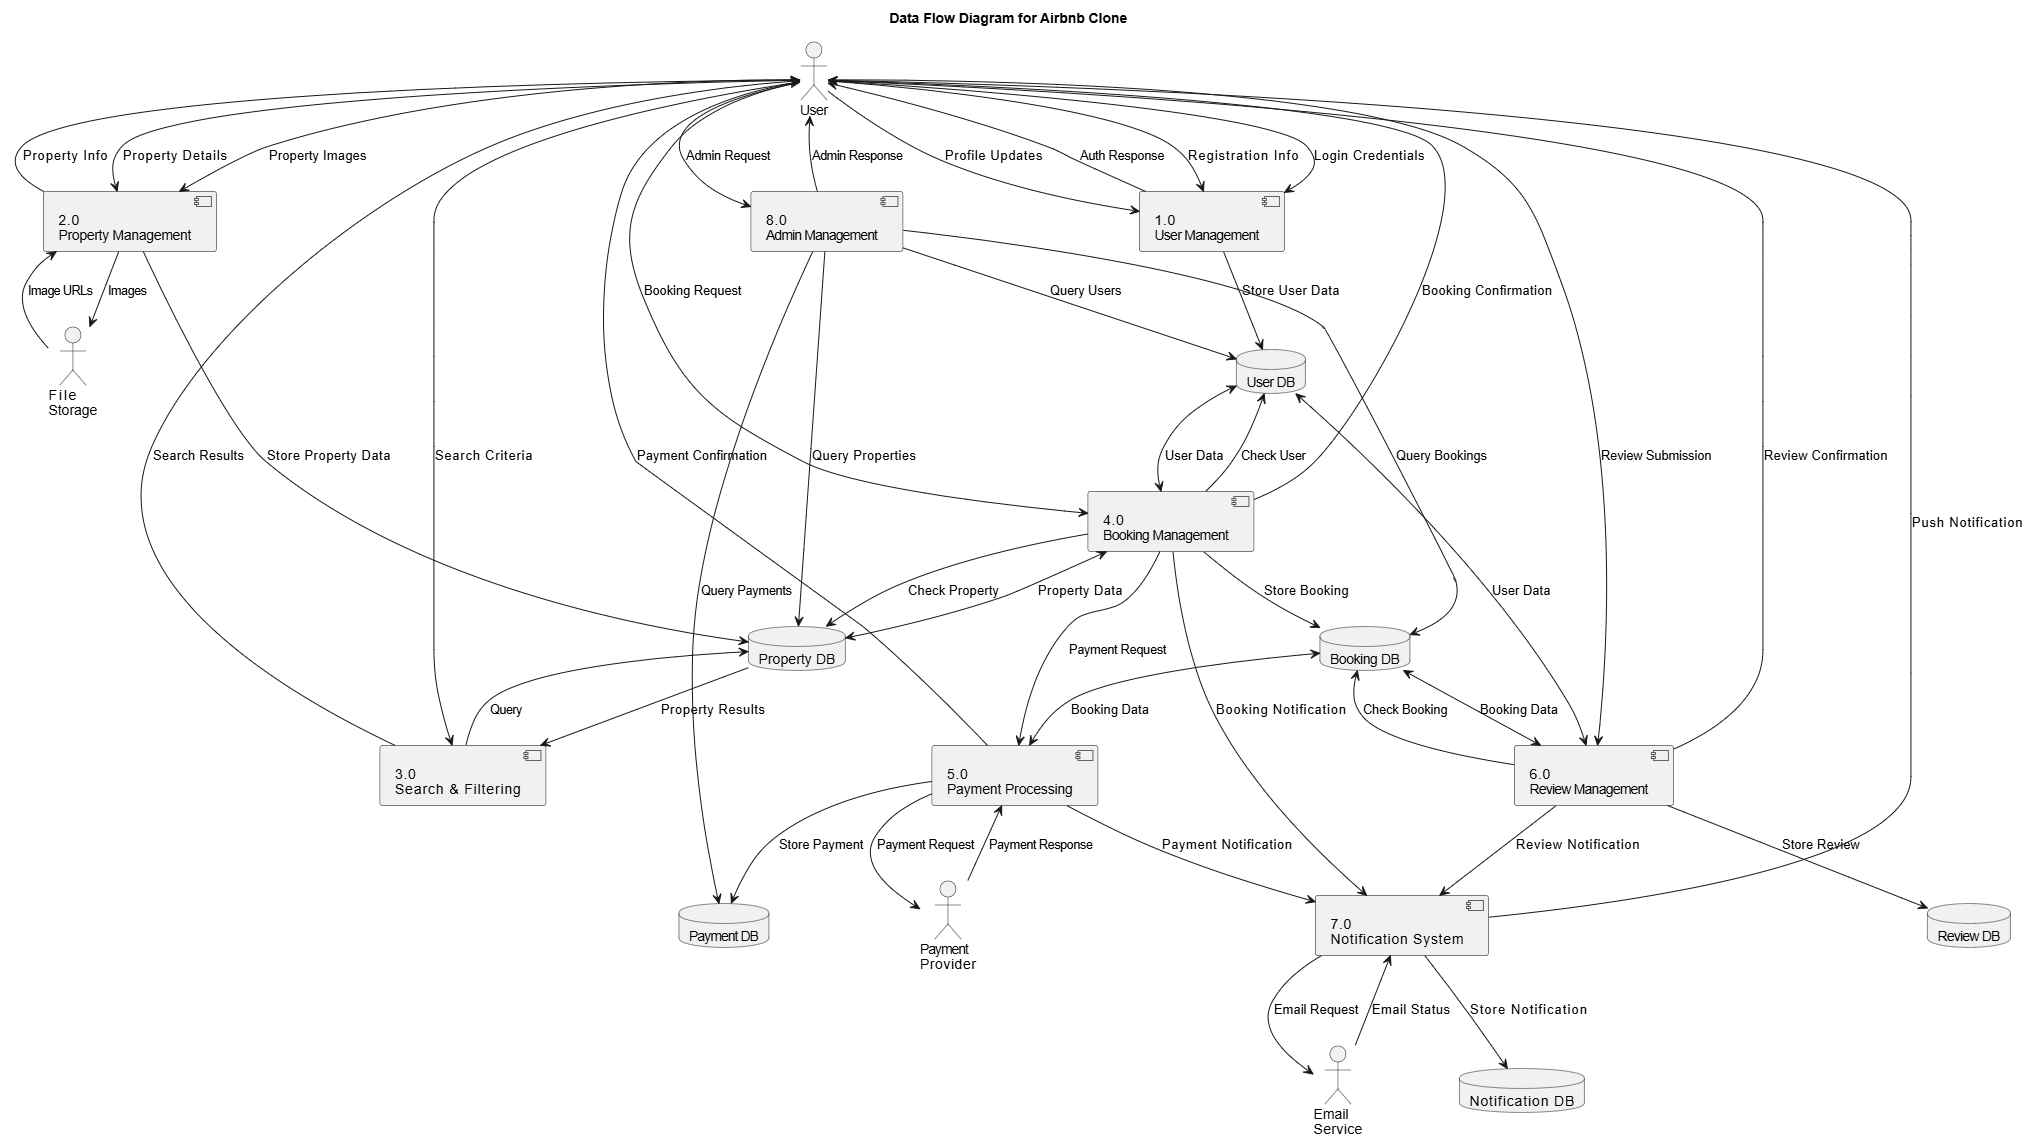 Data Flow Diagram for Airbnb Clone
User
Property Info
Property Details
Property Images
Admin Request
Admin Response
Profile Updates
Auth Response
Registration Info
Login Credentials
2.0
Property Management
8.0
Admin Management
1.0
User Management
Image URLs
Images
Booking Request
Query Users
Store User Data
Booking Confirmation
File
Storage
User DB
Search Results
Store Property Data
Search Criteria
Payment Confirmation
Query Properties
User Data
Check User
Query Bookings
Review Submission
Review Confirmation
4.0
Booking Management
Push Notification
Query Payments
Check Property
Property Data
Store Booking
User Data
Payment Request
Property DB
Booking DB
Query
Property Results
Booking Data
Booking Notification
Check Booking
Booking Data
3.0
Search & Filtering
5.0
Payment Processing
6.0
Review Management
Store Payment
Payment Request
Payment Response
Payment Notification
Review Notification
Store Review
Payment DB
Payment
Provider
7.0
Notification System
Review DB
Email Request
Email Status
Store Notification
Email
Service
Notification DB